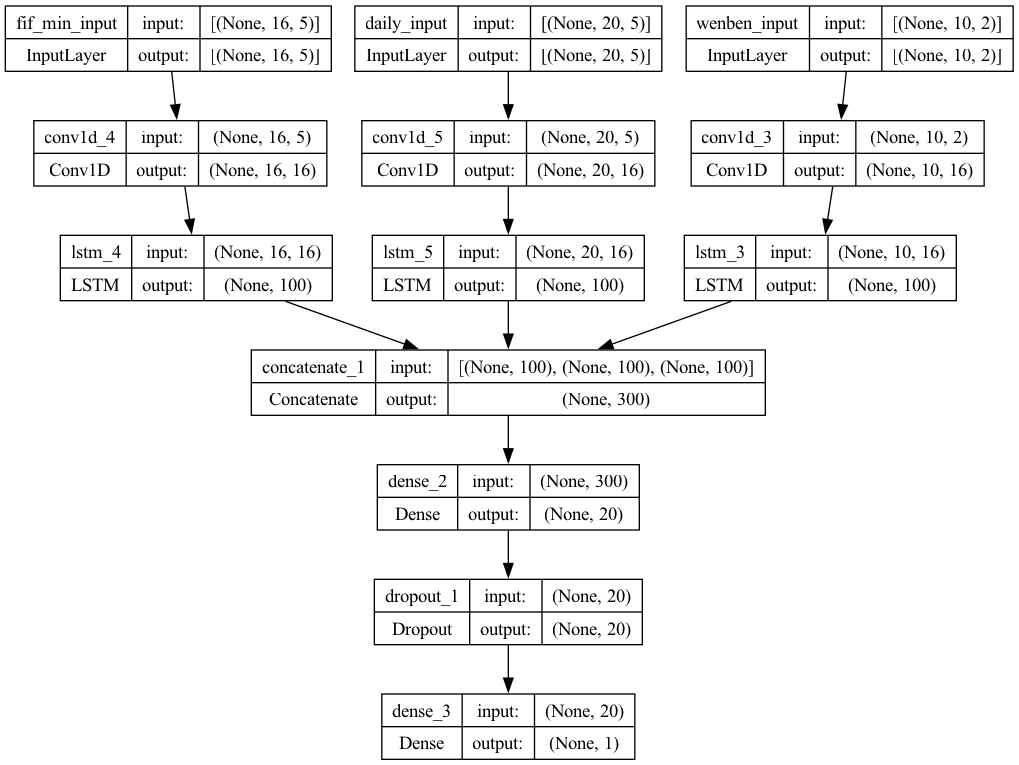 fif_min_input input: [(None, 16, 5)]
InputLayer output: [(None, 16, 5)]
daily_input input: [(None, 20, 5)]
InputLayer output: [(None, 20, 5)]
wenben_input input: [(None, 10, 2)]
InputLayer output: [(None, 10, 2)]
conv1d_4 input: (None, 16, 5)
Conv1D output: (None, 16, 16)
conv1d_5 input: (None, 20, 5)
Conv1D output: (None, 20, 16)
conv1d_3 input: (None, 10, 2)
Conv1D output: (None, 10, 16)
lstm_4 input: (None, 16, 16)
LSTM output: (None, 100)
lstm_5 input: (None, 20, 16)
LSTM output: (None, 100)
lstm_3 input: (None, 10, 16)
LSTM output: (None, 100)
concatenate_1 input: [(None, 100), (None, 100), (None, 100)]
Concatenate output: (None, 300)
dense_2 input: (None, 300)
Dense output: (None, 20)
dropout_1 input: (None, 20)
Dropout output: (None, 20)
dense_3 input: (None, 20)
Dense output: (None, 1)